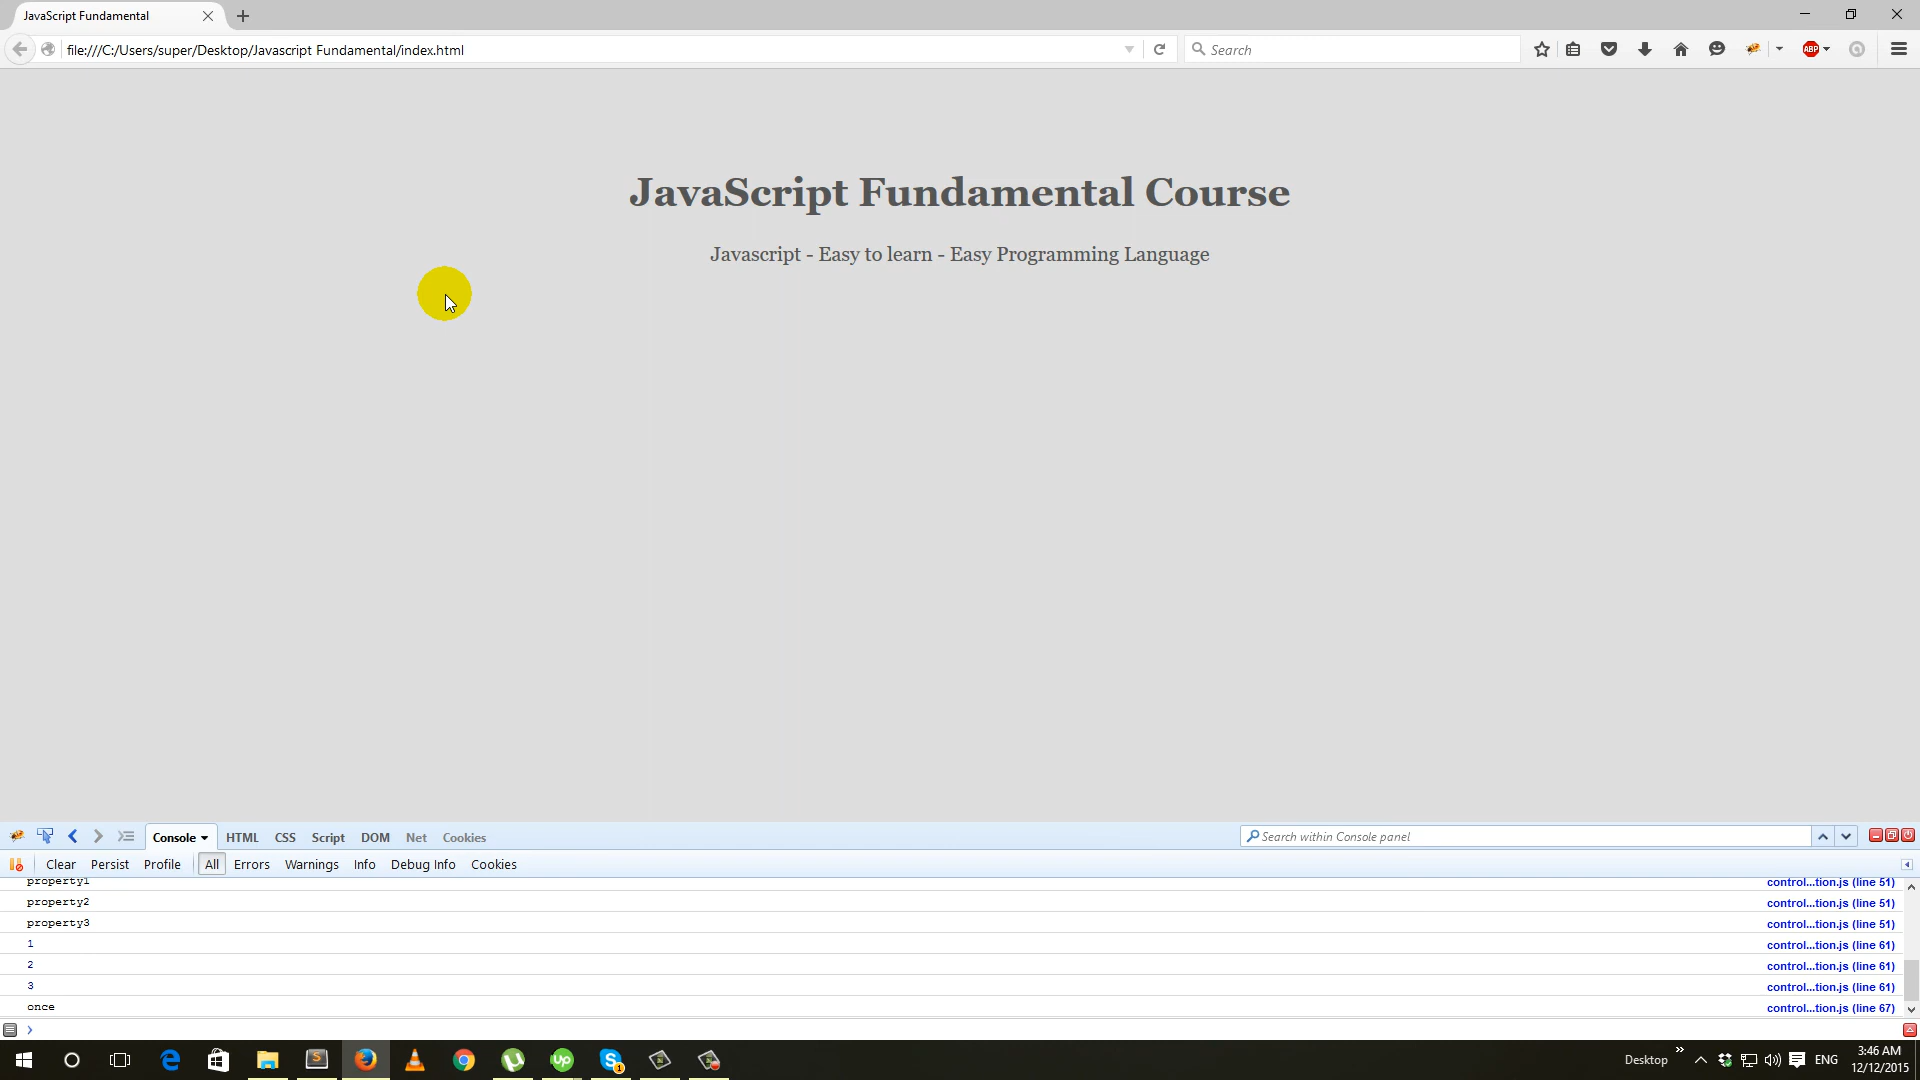 JavaScript Fundamental
file:///C:/Users/super/Desktop/Javascript Fundamental/index.html
Search
ABP
JavaScript Fundamental Course
Javascript - Easy to learn - Easy Programming Language
Console HTML CSS Script DOM Net Cookies
Search within Console panel
Clear Persist Profile All Errors Warnings Info Debug Info Cookies
property1 control...tion.js (line 51)
property2 control...tion.js (line 51)
property3 control...tion.js (line 51)
1 control...tion.js (line 61)
2 control...tion.js (line 61)
3 control...tion.js (line 61)
once control...tion.js (line 67)
Desktop
ENG
3:46 AM
12/12/2015